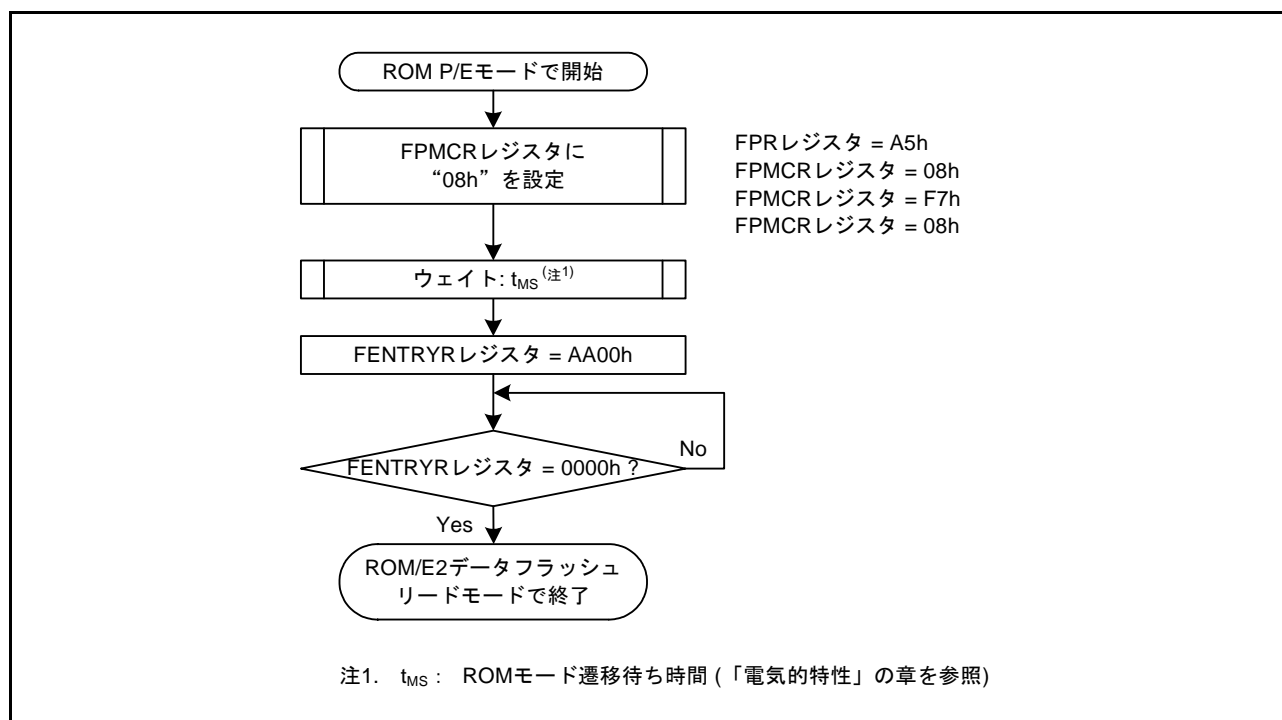 ROM P/Eモードで開始
FPMCRレジスタに
“08h”を設定
FPRレジスタ = A5h
FPMCRレジスタ = 08h
FPMCRレジスタ = F7h
FPMCRレジスタ = 08h
ウェイト: tMS (注1)
FENTRYRレジスタ = AA00h
FENTRYRレジスタ = 0000h ?
No
Yes
ROM/E2データフラッシュ
リードモードで終了
注1. tMS : ROMモード遷移待ち時間 (「電気的特性」の章を参照)